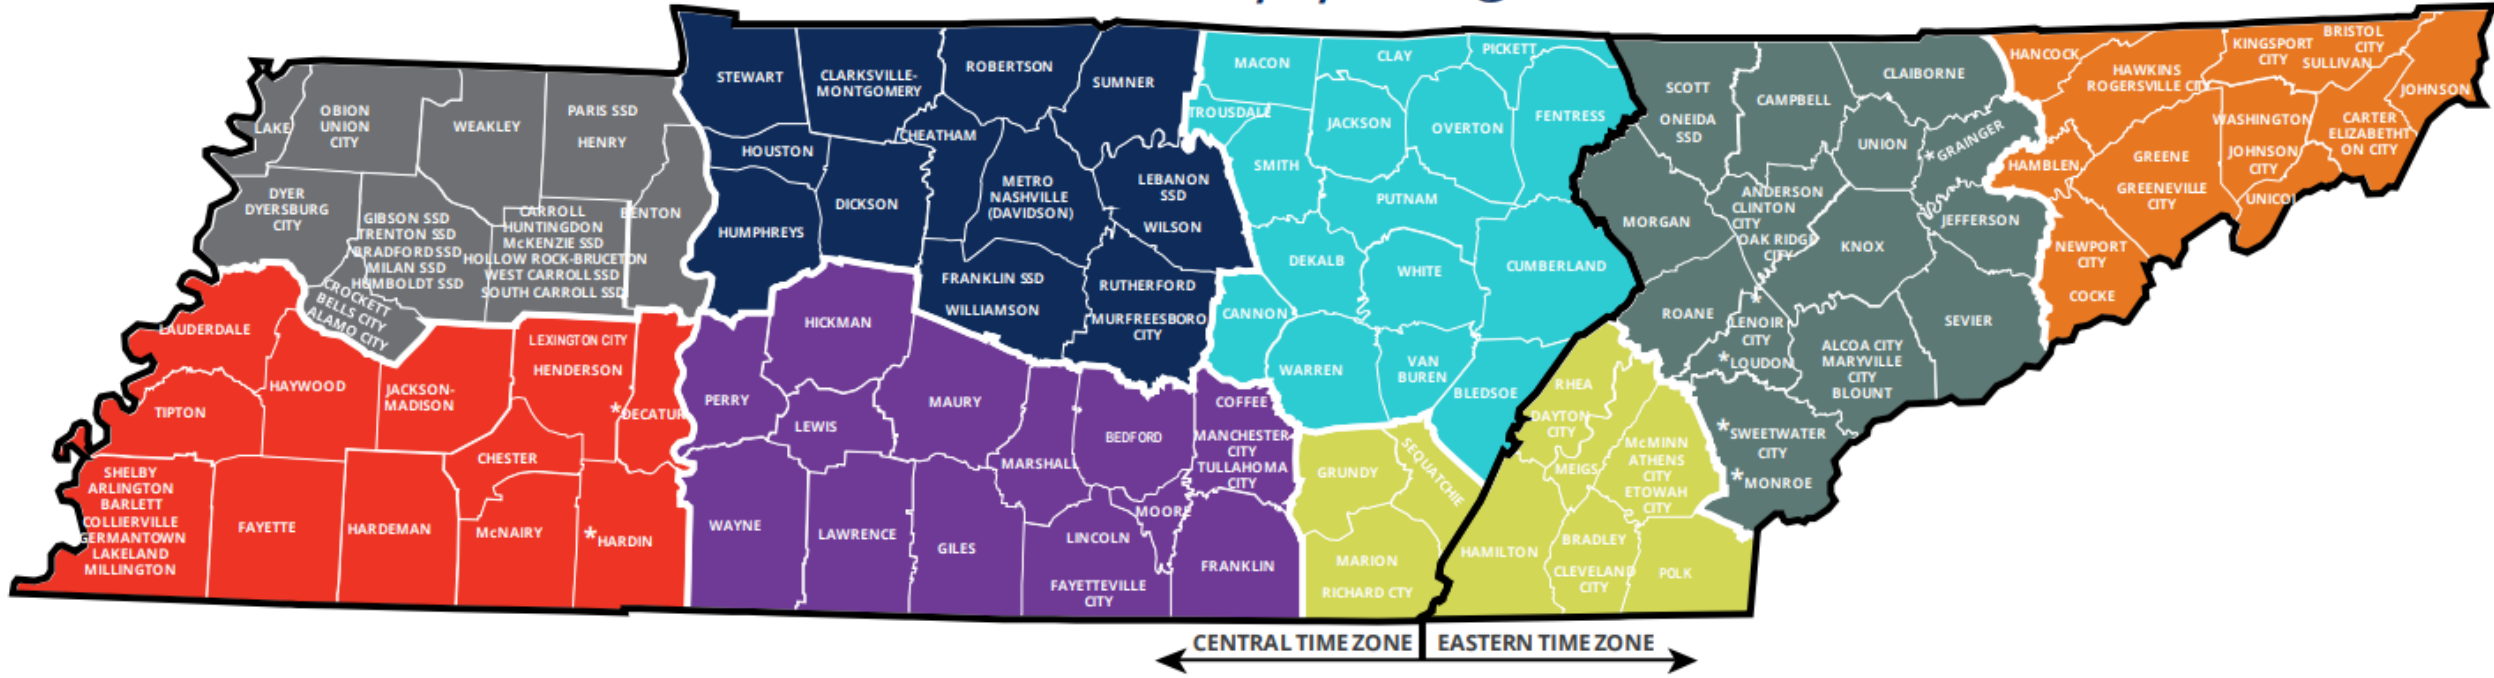 LAKE
OBION
UNION
CITY
WEAKLEY
PARIS SSD
HENRY
DYER
DYERSBURG
CITY
GIBSON SSD
TRENTON SSD
BRADFORDSSD
MILAN SSD
HUMBOLDT SSD
CARROLL
HUNTINGDON
McKENZIE SSD
HOLLOW ROCK-BRUCETON
WEST CARROLL SSD
SOUTH CARROLL SSD
BENTON
CROCKETT
BELLS CITY
ALAMO CITY
LAUDERDALE
TIPTON
HAYWOOD
JACKSON-
MADISON
LEXINGTON CITY
HENDERSON
*DECATUR
CHESTER
SHELBY
ARLINGTON
BARLETT
COLLIERVILLE
GERMANTOWN
LAKELAND
MILLINGTON
FAYETTE
HARDEMAN
McNAIRY
*HARDIN
STEWART
CLARKSVILLE-
MONTGOMERY
ROBERTSON
SUMNER
HOUSTON
CHEATHAM
HUMPHREYS
DICKSON
METRO
NASHVILLE
(DAVIDSON)
LEBANON
SSD
WILSON
FRANKLIN SSD
WILLIAMSON
RUTHERFORD
MURFREESBORO
CITY
HICKMAN
PERRY
LEWIS
MAURY
MARSHALL
BEDFORD
COFFEE
MANCHESTER
CITY
TULLAHOMA
CITY
WAYNE
LAWRENCE
GILES
LINCOLN
FAYETTEVILLE
CITY
MOORE
FRANKLIN
MACON
CLAY
PICKETT
TROUSDALE
JACKSON
OVERTON
FENTRESS
SMITH
PUTNAM
DEKALB
WHITE
CUMBERLAND
CANNON
WARREN
VAN
BUREN
BLEDSOE
GRUNDY
SEQUATCHIE
MARION
RICHARD CTY
RHEA
DAYTON
CITY
MEIGS
McMINN
ATHENS
CITY
ETOWAH
CITY
HAMILTON
BRADLEY
CLEVELAND
CITY
POLK
SCOTT
ONEIDA
SSD
CAMPBELL
CLAIBORNE
UNION
*GRAINGER
MORGAN
ANDERSON
CLINTON
CITY
OAK RIDGE
CITY
KNOX
JEFFERSON
ROANE
*
LENOIR
CITY
*LOUDON
ALCOA CITY
MARYVILLE
CITY
BLOUNT
SEVIER
*SWEETWATER
CITY
*MONROE
HANCOCK
HAWKINS
ROGERSVILLE CITY
KINGSPORT
CITY
BRISTOL
CITY
SULLIVAN
JOHNSON
HAMBLEN
GREENE
GREENEVILLE
CITY
WASHINGTON
JOHNSON
CITY
CARTER
ELIZABETHT
ON CITY
UNICOI
NEWPORT
CITY
COCKE
CENTRAL TIME ZONE
EASTERN TIME ZONE